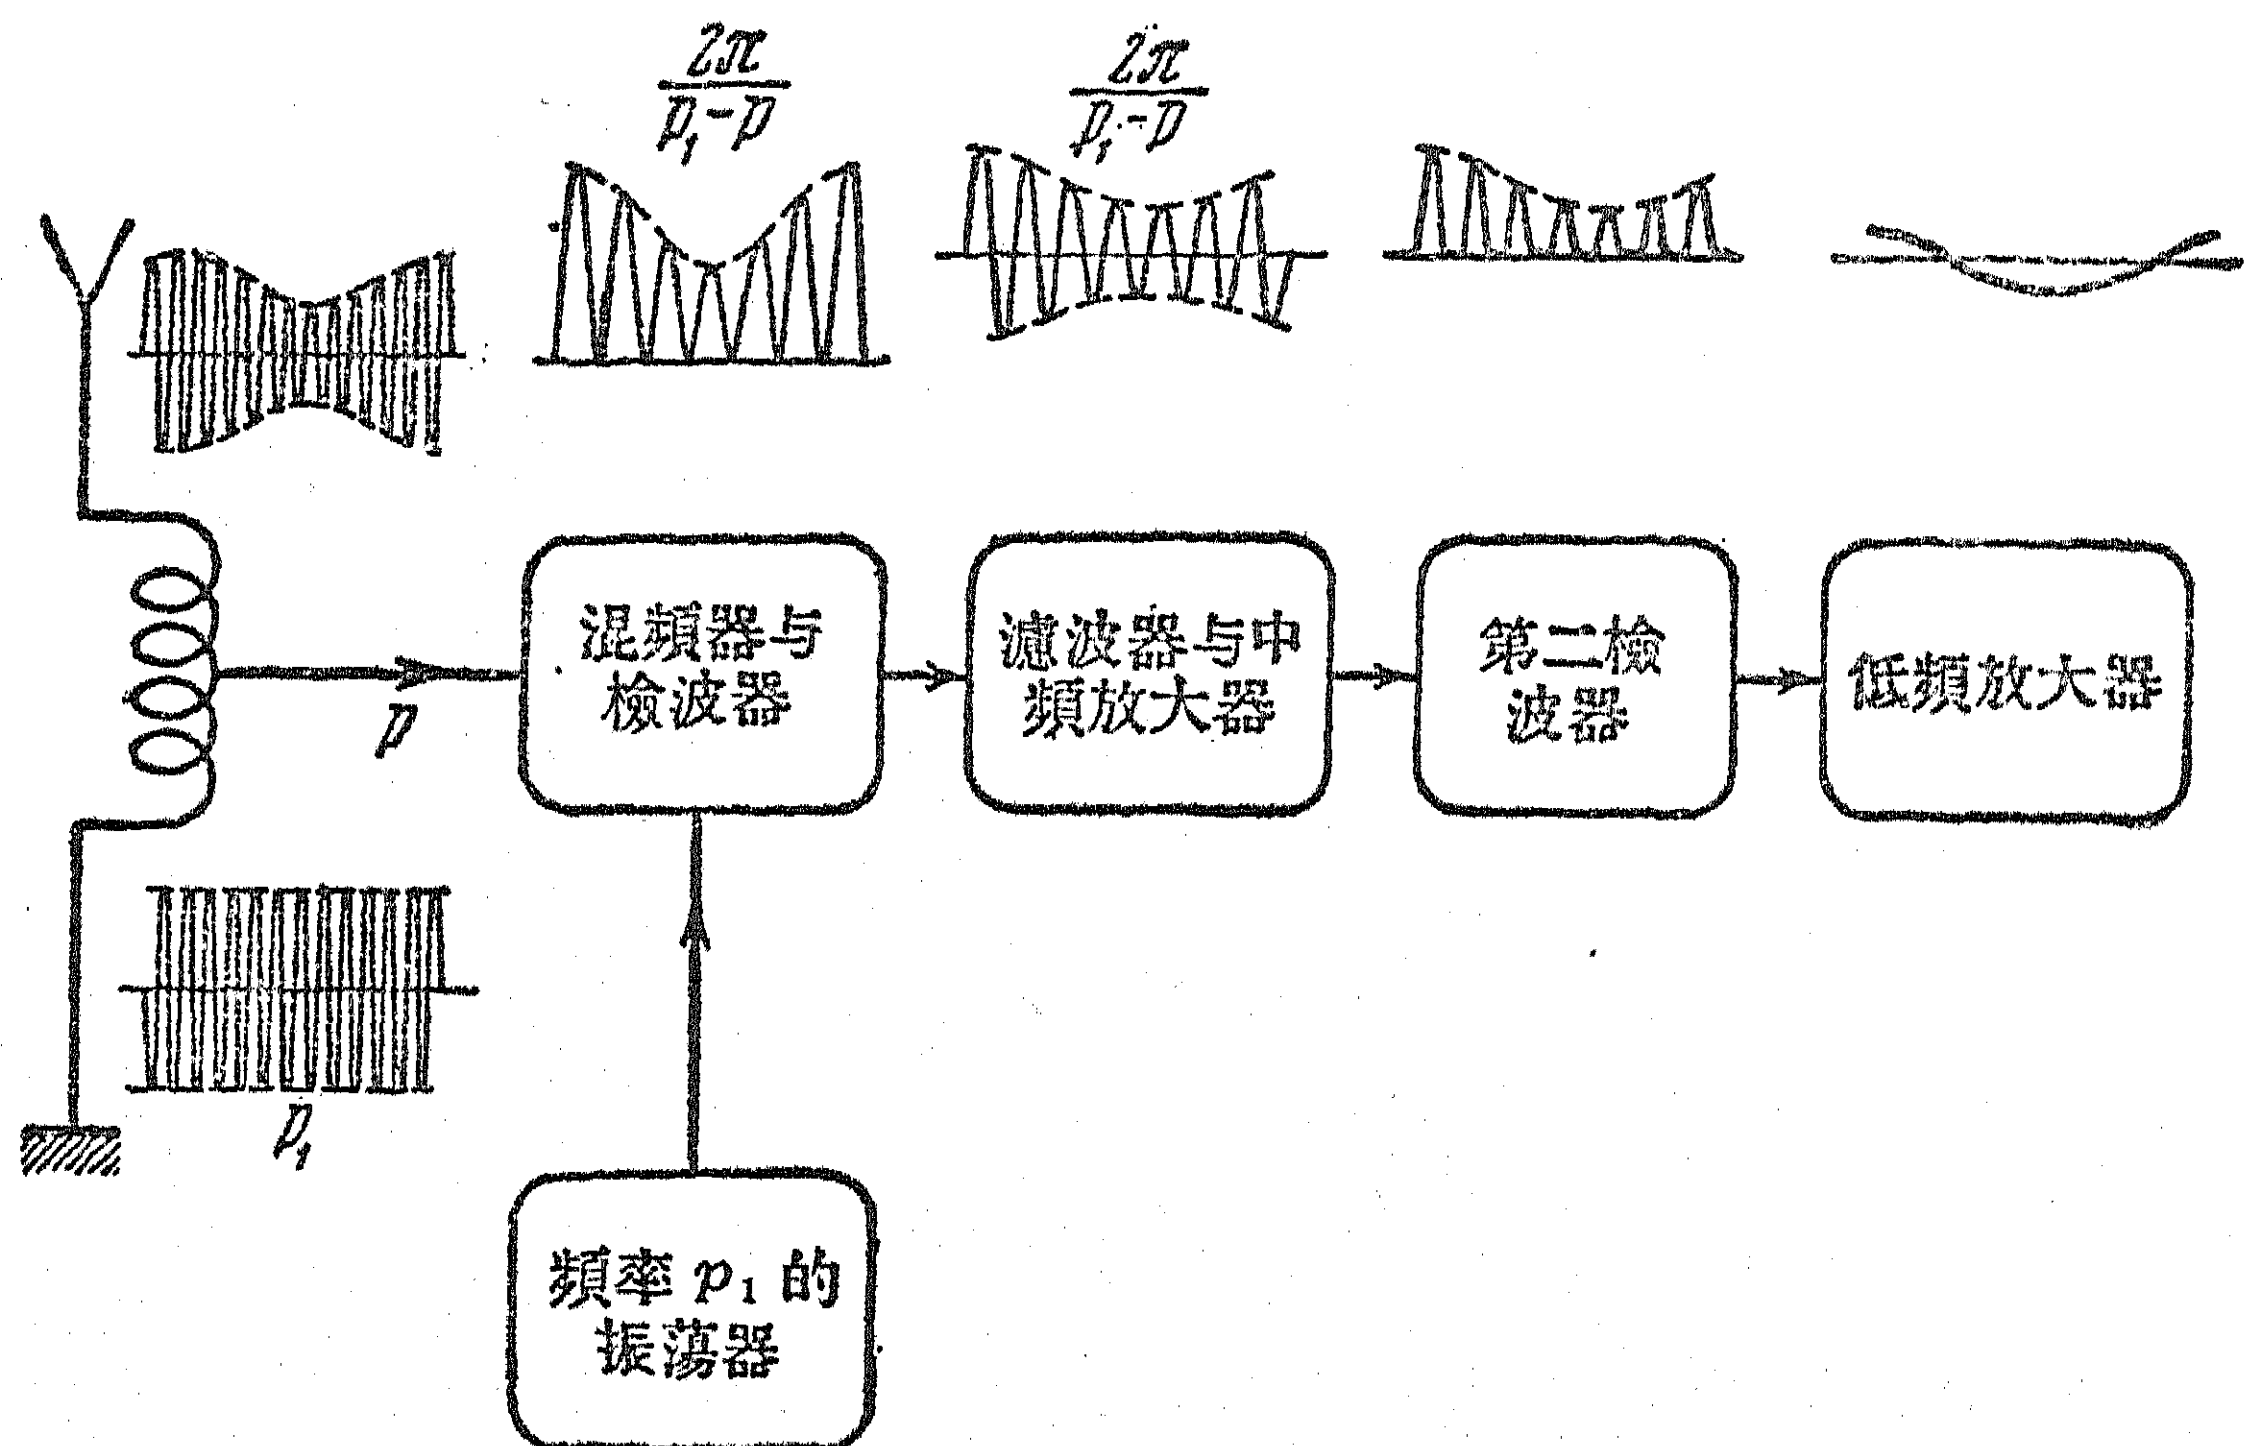 2π
p₁-p
2π
p₁-p
混頻器与
檢波器
濾波器与中
頻放大器
第二檢
波器
低頻放大器
p
p₁
頻率 p₁ 的
振蕩器